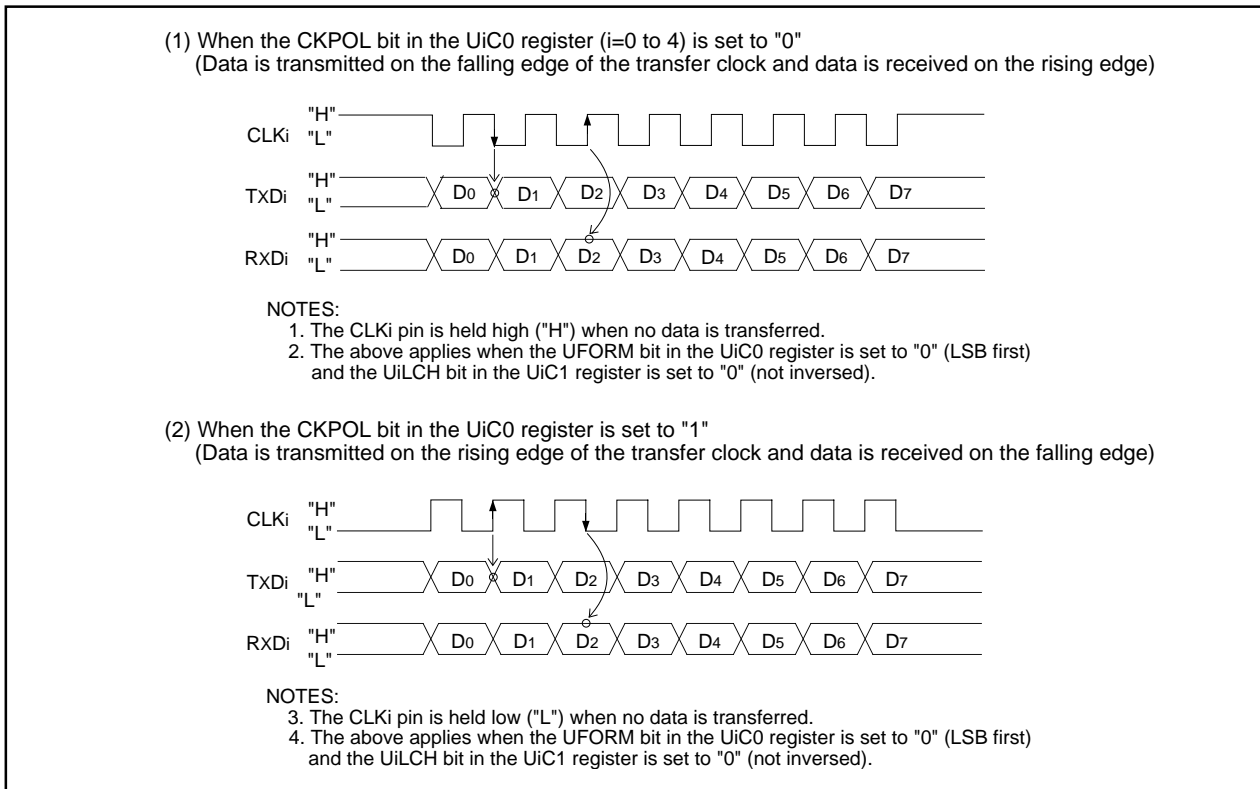 (1) When the CKPOL bit in the UiC0 register (i=0 to 4) is set to "0"
(Data is transmitted on the falling edge of the transfer clock and data is received on the rising edge)
"H"
CLKi "L"
"H"
TXDi "L"
D0 D1 D2 D3 D4 D5 D6 D7
"H"
RXDi "L"
D0 D1 D2 D3 D4 D5 D6 D7
NOTES:
1. The CLKi pin is held high ("H") when no data is transferred.
2. The above applies when the UFORM bit in the UiC0 register is set to "0" (LSB first)
and the UiLCH bit in the UiC1 register is set to "0" (not inversed).
(2) When the CKPOL bit in the UiC0 register is set to "1"
(Data is transmitted on the rising edge of the transfer clock and data is received on the falling edge)
"H"
CLKi
"L"
TXDi "H"
"L"
D0 D1 D2 D3 D4 D5 D6 D7
RXDi "H"
"L"
D0 D1 D2 D3 D4 D5 D6 D7
NOTES:
3. The CLKi pin is held low ("L") when no data is transferred.
4. The above applies when the UFORM bit in the UiC0 register is set to "0" (LSB first)
and the UiLCH bit in the UiC1 register is set to "0" (not inversed).